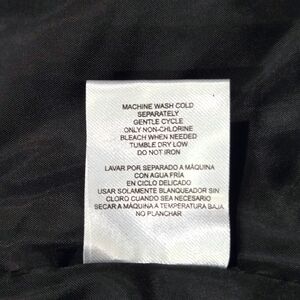 MACHINE WASH COLD
SEPARATELY
GENTLE CYCLE
ONLY NON-CHLORINE
BLEACH WHEN NEEDED
TUMBLE DRY LOW
DO NOT IRON
LAVAR POR SEPARADO A MÁQUINA
CON AGUA FRÍA
EN CICLO DELICADO
USAR SOLAMENTE BLANQUEADOR SIN
CLORO CUANDO SEA NECESARIO
SECAR A MÁQUINA A TEMPERATURA BAJA
NO PLANCHAR